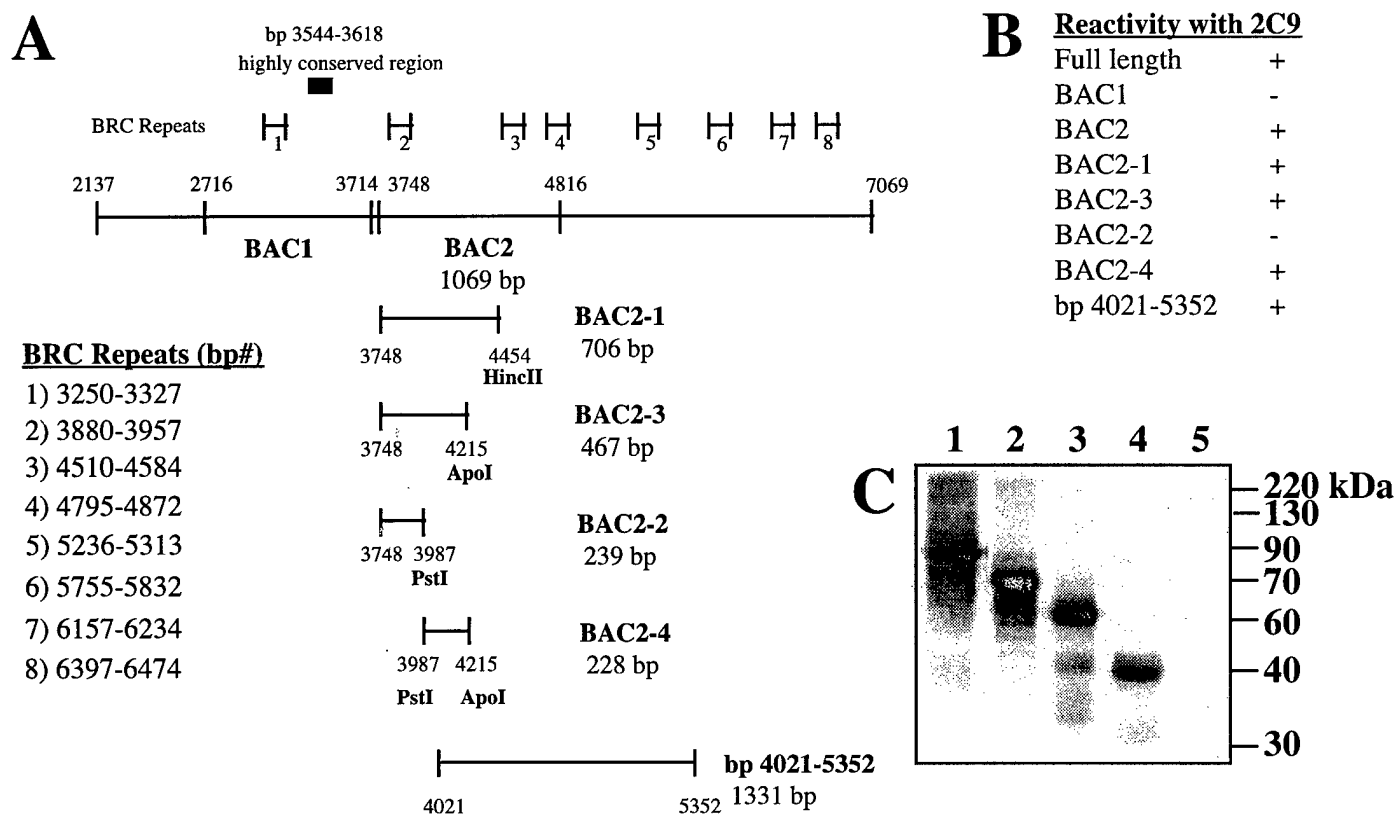 A
bp 3544-3618
highly conserved region
BRC Repeats
1 2 3 4 5 6 7 8
2137 2716 3714 3748 4816 7069
BAC1 BAC2
1069 bp
BAC2-1
706 bp
3748 4454
HincII
BAC2-3
467 bp
3748 4215
ApoI
BAC2-2
239 bp
3748 3987
PstI
BAC2-4
228 bp
3987 4215
PstI ApoI
bp 4021-5352
1331 bp
4021 5352
BRC Repeats (bp#)
1) 3250-3327
2) 3880-3957
3) 4510-4584
4) 4795-4872
5) 5236-5313
6) 5755-5832
7) 6157-6234
8) 6397-6474
B
Reactivity with 2C9
Full length +
BAC1 -
BAC2 +
BAC2-1 +
BAC2-3 +
BAC2-2 -
BAC2-4 +
bp 4021-5352 +
C
1 2 3 4 5
220 kDa
130
90
70
60
40
30